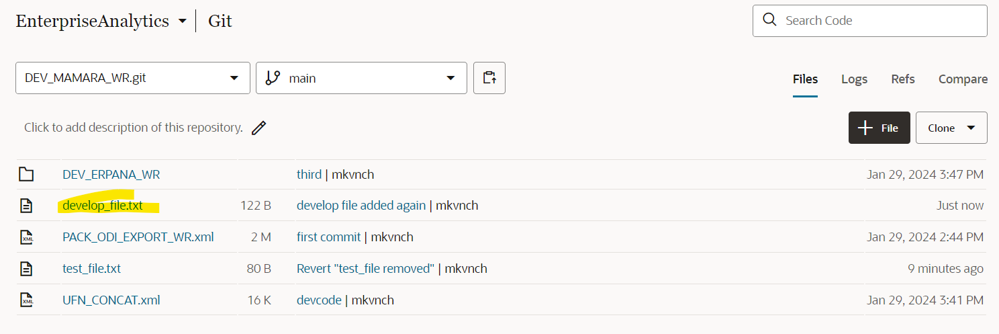 EnterpriseAnalytics | Git
Search Code
DEV_MAMARA_WR.git
main
Files Logs Refs Compare
Click to add description of this repository.
File
Clone
DEV_ERPANA_WR third | mkvnch Jan 29, 2024 3:47 PM
develop_file.txt 122 B develop file added again | mkvnch Just now
XML PACK_ODI_EXPORT_WR.xml 2 M first commit | mkvnch Jan 29, 2024 2:44 PM
test_file.txt 80 B Revert "test_file removed" | mkvnch 9 minutes ago
XML UFN_CONCAT.xml 16 K devcode | mkvnch Jan 29, 2024 3:41 PM